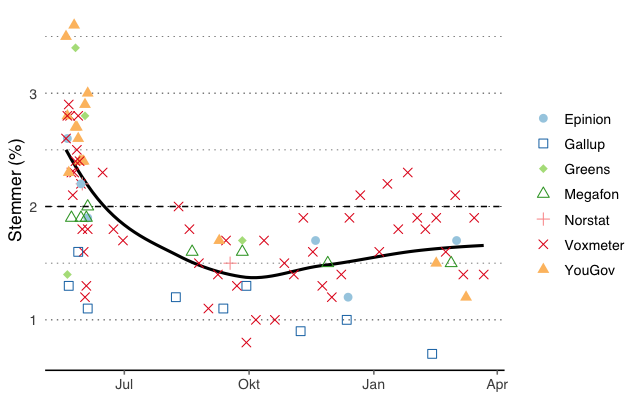 Stemmer (%)
3
2
1
Jul
Okt
Jan
Apr
Epinion
Gallup
Greens
Megafon
Norstat
Voxmeter
YouGov